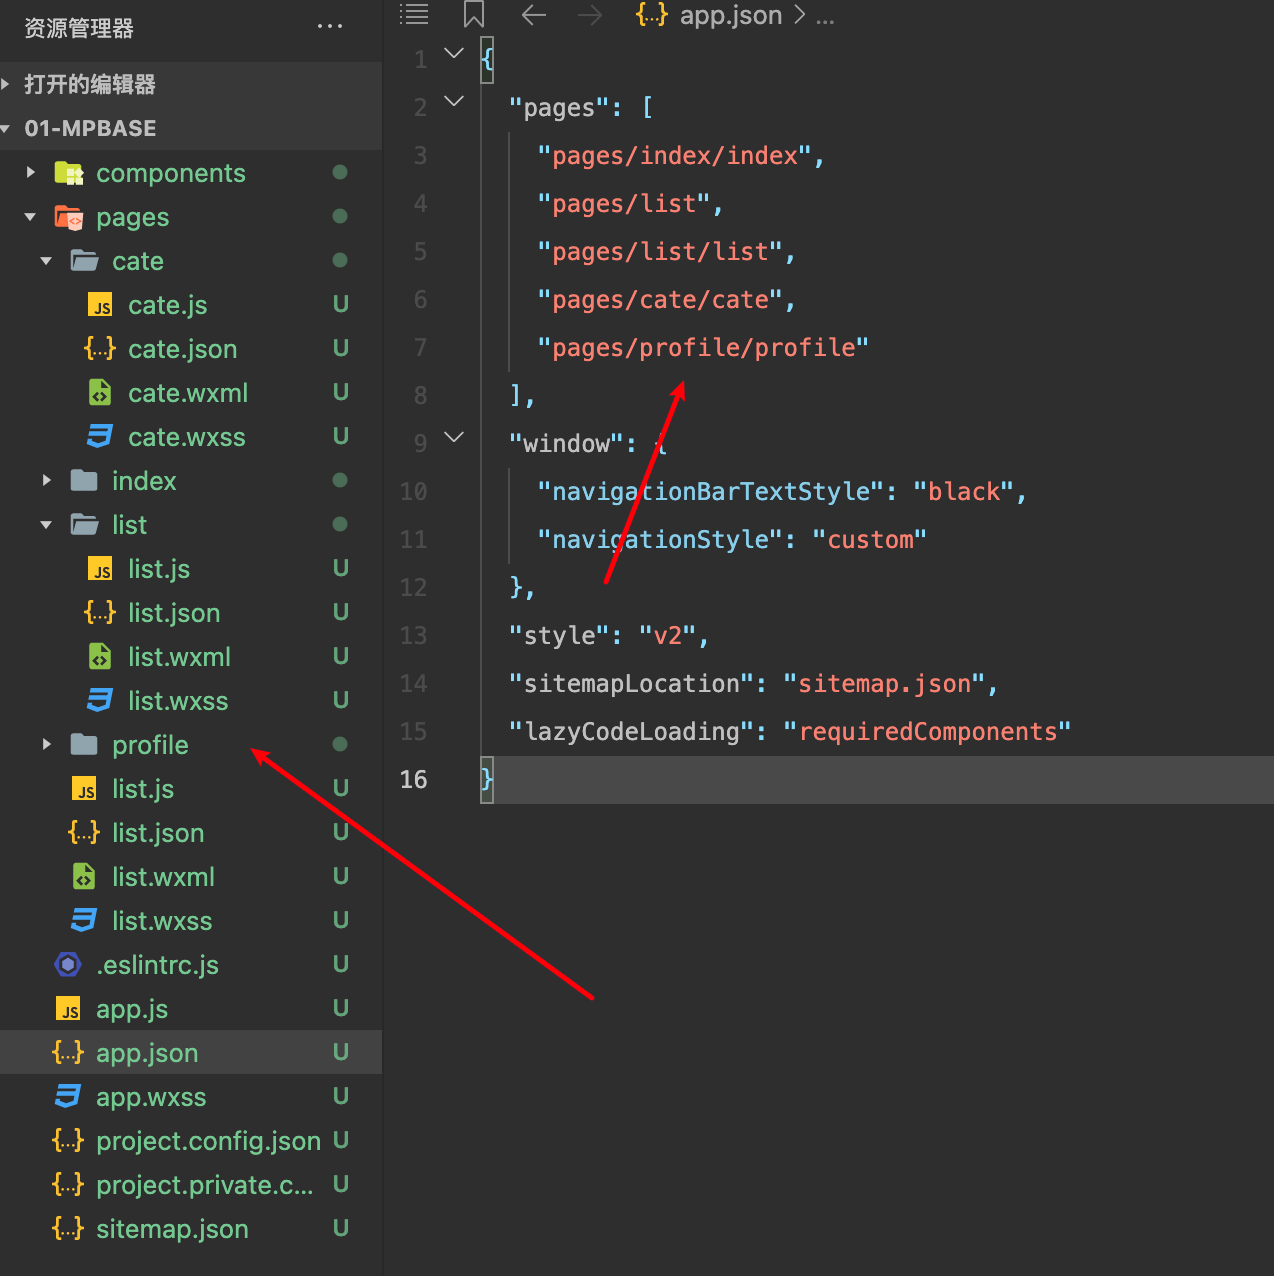 资源管理器 ···
打开的编辑器
01-MPBASE
components
pages
cate
JS cate.js U
{...} cate.json U
cate.wxml U
cate.wxss U
index
list
JS list.js U
{...} list.json U
list.wxml U
list.wxss U
profile
JS list.js U
{...} list.json U
list.wxml U
list.wxss U
.eslintrc.js U
JS app.js U
{...} app.json U
app.wxss U
{...} project.config.json U
{...} project.private.c... U
{...} sitemap.json U
{...} app.json > ...
1 {
2 "pages": [
3 "pages/index/index",
4 "pages/list",
5 "pages/list/list",
6 "pages/cate/cate",
7 "pages/profile/profile"
8 ],
9 "window": {
10 "navigationBarTextStyle": "black",
11 "navigationStyle": "custom"
12 },
13 "style": "v2",
14 "sitemapLocation": "sitemap.json",
15 "lazyCodeLoading": "requiredComponents"
16 }